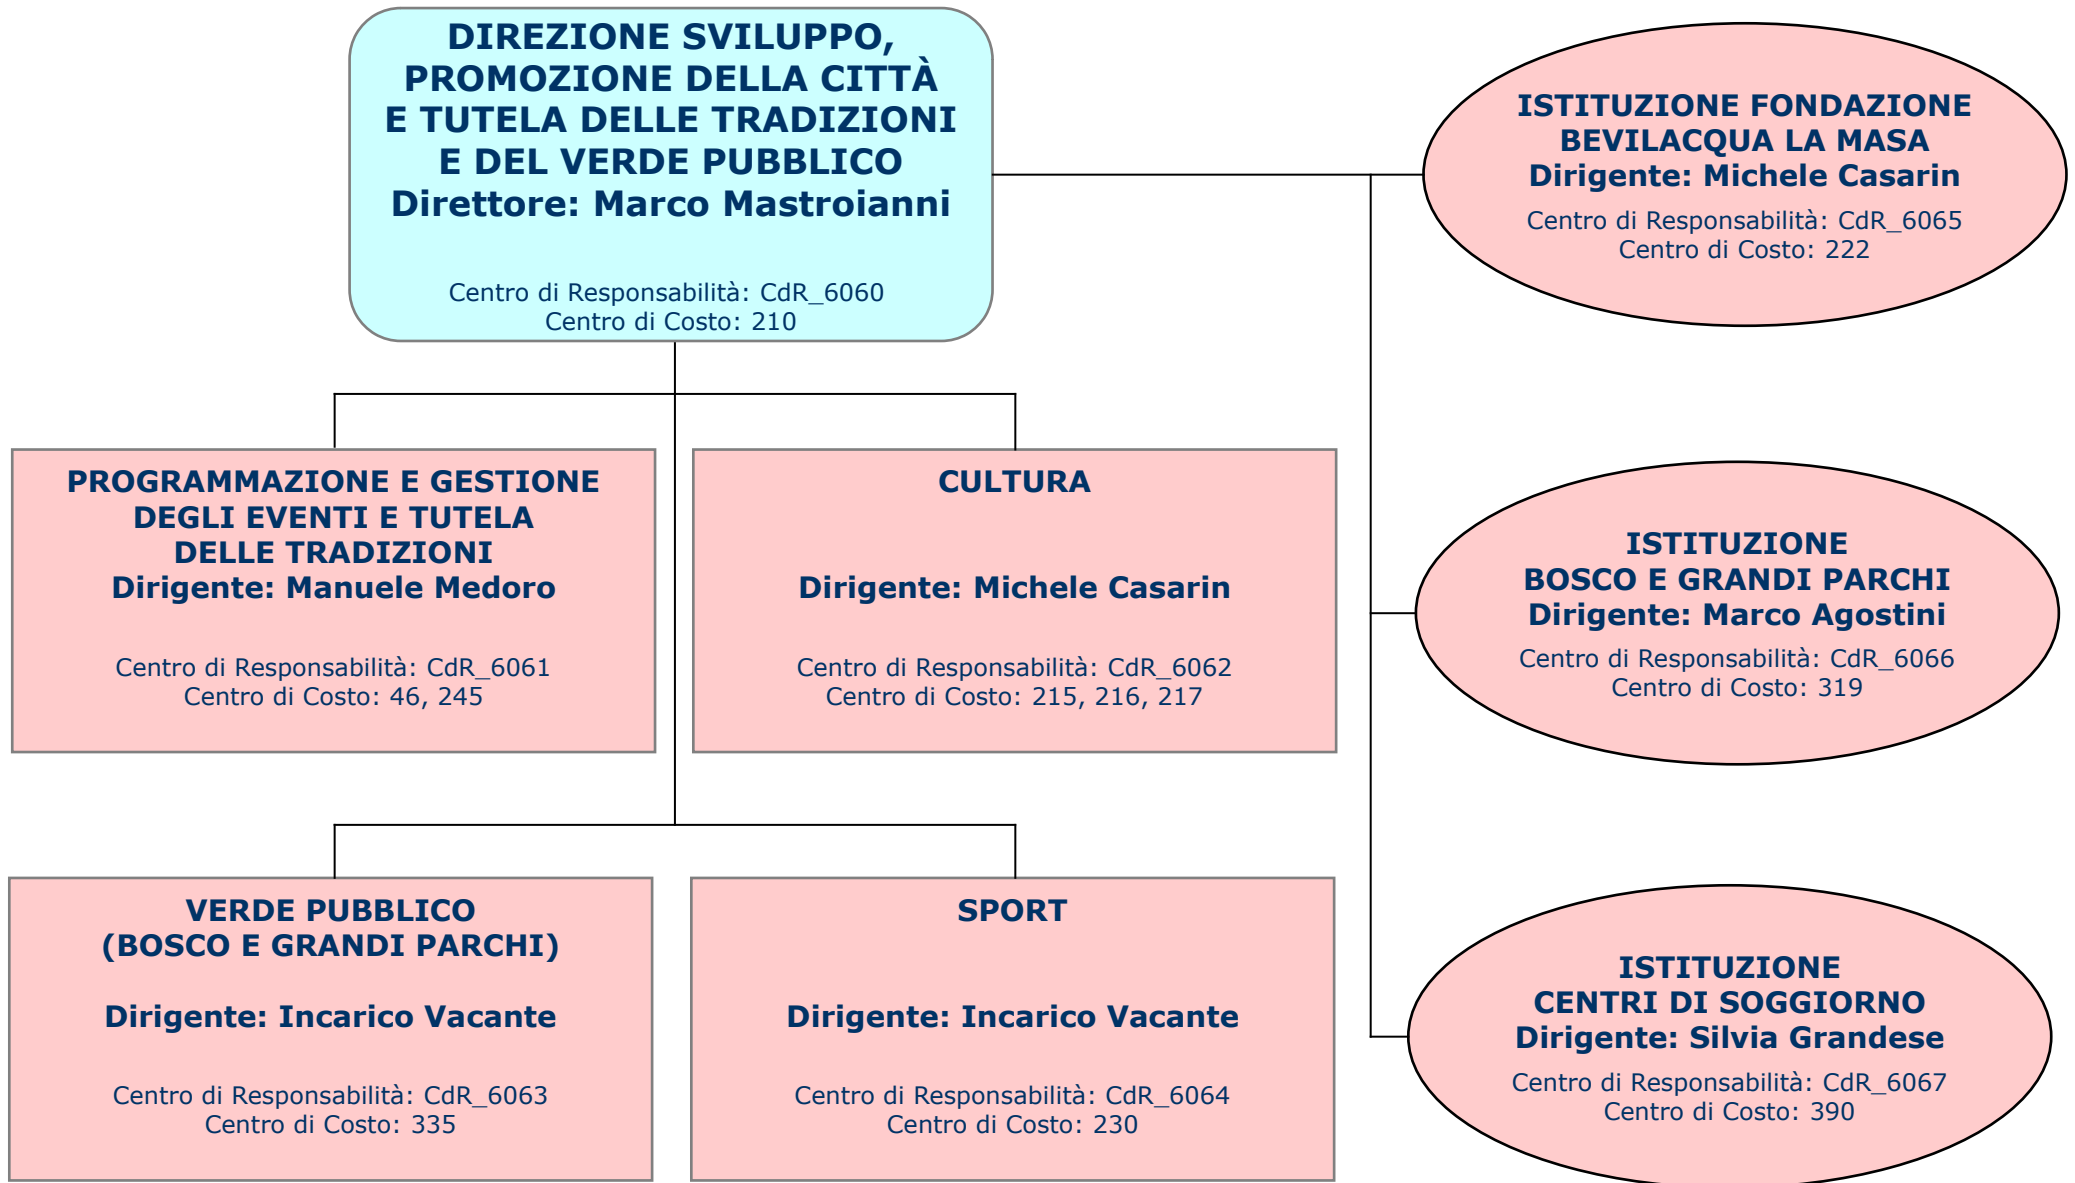 DIREZIONE SVILUPPO,
PROMOZIONE DELLA CITTÀ
E TUTELA DELLE TRADIZIONI
E DEL VERDE PUBBLICO
Direttore: Marco Mastroianni
Centro di Responsabilità: CdR_6060
Centro di Costo: 210
ISTITUZIONE FONDAZIONE
BEVILACQUA LA MASA
Dirigente: Michele Casarin
Centro di Responsabilità: CdR_6065
Centro di Costo: 222
PROGRAMMAZIONE E GESTIONE
DEGLI EVENTI E TUTELA
DELLE TRADIZIONI
Dirigente: Manuele Medoro
Centro di Responsabilità: CdR_6061
Centro di Costo: 46, 245
CULTURA
Dirigente: Michele Casarin
Centro di Responsabilità: CdR_6062
Centro di Costo: 215, 216, 217
ISTITUZIONE
BOSCO E GRANDI PARCHI
Dirigente: Marco Agostini
Centro di Responsabilità: CdR_6066
Centro di Costo: 319
VERDE PUBBLICO
(BOSCO E GRANDI PARCHI)
Dirigente: Incarico Vacante
Centro di Responsabilità: CdR_6063
Centro di Costo: 335
SPORT
Dirigente: Incarico Vacante
Centro di Responsabilità: CdR_6064
Centro di Costo: 230
ISTITUZIONE
CENTRI DI SOGGIORNO
Dirigente: Silvia Grandese
Centro di Responsabilità: CdR_6067
Centro di Costo: 390